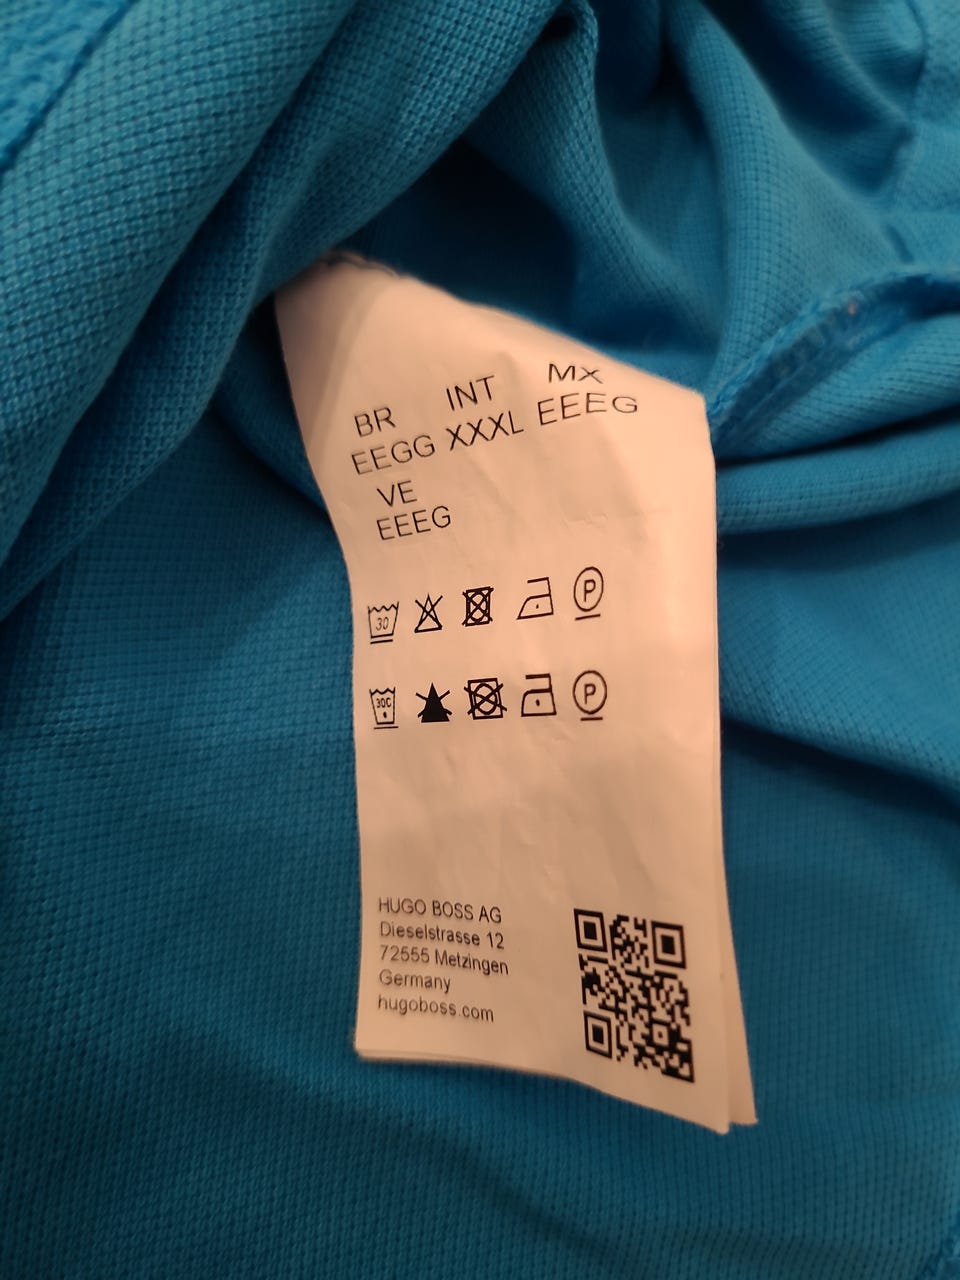 BR INT MX
EEGG XXXL EEEG
VE
EEEG
30 P
30C P
HUGO BOSS AG
Dieselstrasse 12
72555 Metzingen
Germany
hugoboss.com